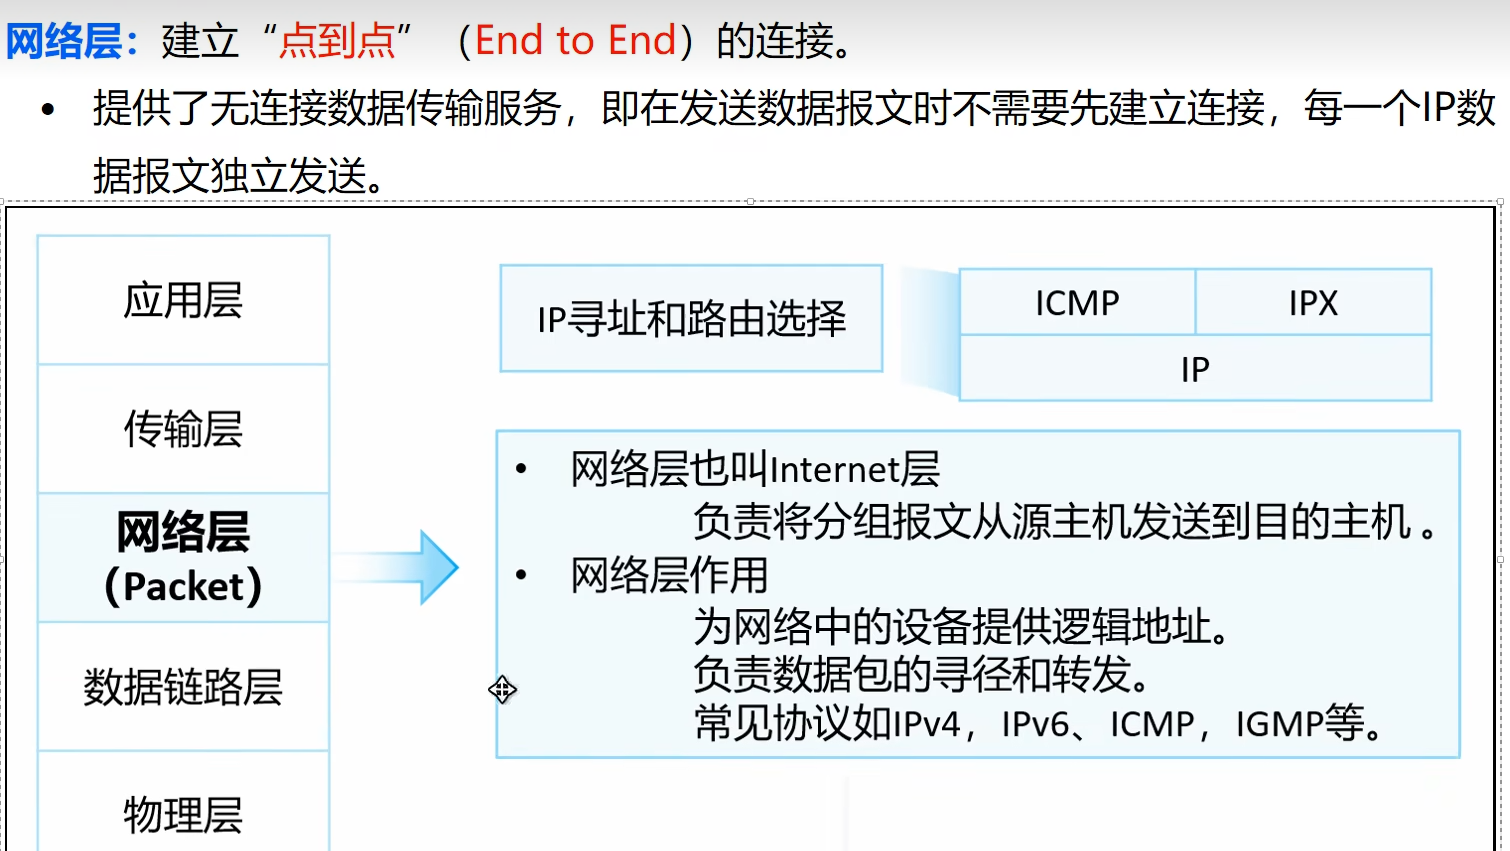 网络层：建立“点到点”（End to End）的连接。
• 提供了无连接数据传输服务，即在发送数据报文时不需要先建立连接，每一个IP数
据报文独立发送。
应用层
传输层
网络层
（Packet）
数据链路层
物理层
IP寻址和路由选择
ICMP
IPX
IP
• 网络层也叫Internet层
负责将分组报文从源主机发送到目的主机 。
• 网络层作用
为网络中的设备提供逻辑地址。
负责数据包的寻径和转发。
常见协议如IPv4，IPv6、ICMP，IGMP等。